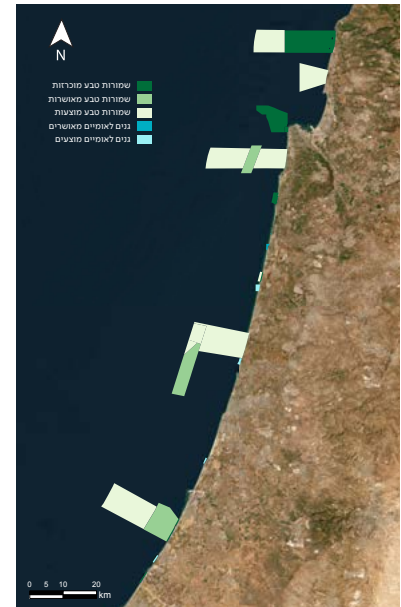 N
שמורות טבע מוכרזות
שמורות טבע מאושרות
שמורות טבע מוצעות
גנים לאומיים מאושרים
גנים לאומיים מוצעים
0 5 10 20
km